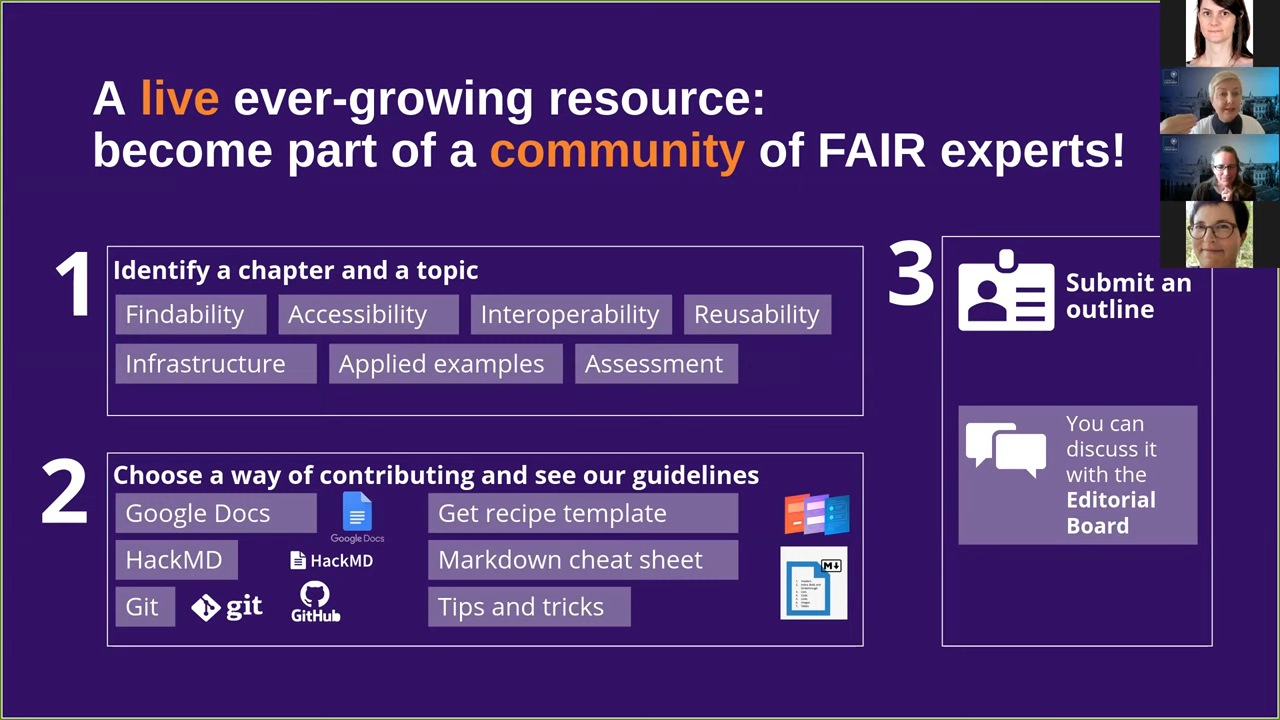 A live ever-growing resource:
become part of a community of FAIR experts!
1
Identify a chapter and a topic
Findability
Accessibility
Interoperability
Reusability
Infrastructure
Applied examples
Assessment
2
Choose a way of contributing and see our guidelines
Google Docs
Google Docs
Get recipe template
HackMD
HackMD
Markdown cheat sheet
M
Git
git
GitHub
Tips and tricks
3
Submit an
outline
You can
discuss it
with the
Editorial
Board